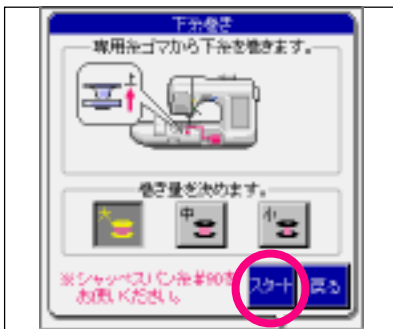 下糸巻き
専用糸ゴマから下糸を巻きます。
上
巻き量を決めます。
大
中
小
※シャッペスパン糸#90を
お使いください。
スタート
戻る